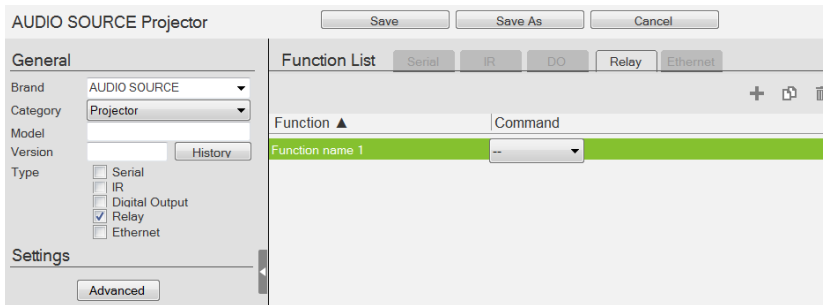 AUDIO SOURCE Projector
Save
Save As
Cancel
General
Brand
AUDIO SOURCE
Category
Projector
Model
Version
History
Type
Serial
IR
Digital Output
Relay
Ethernet
Settings
Advanced
Function List
Serial
IR
DO
Relay
Ethernet
Function ▲
Command
Function name 1
--